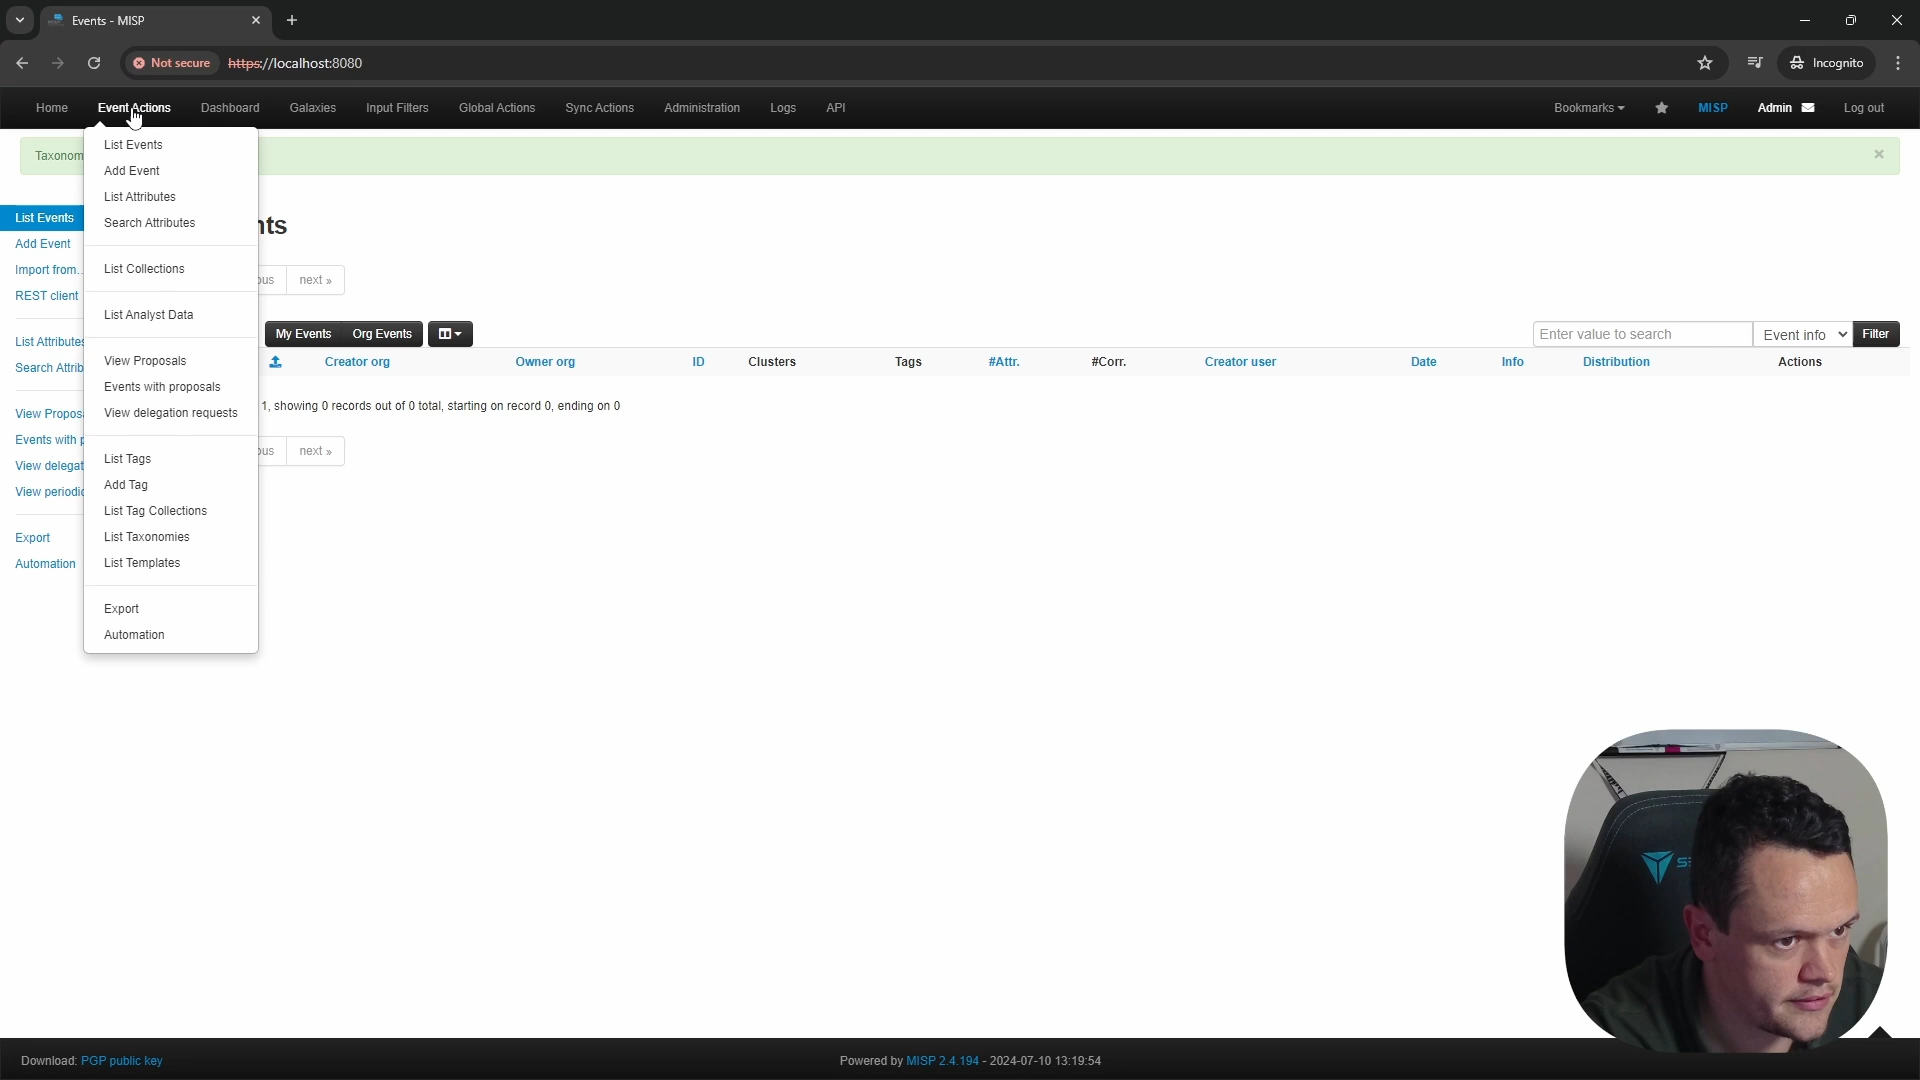 Events - MISP
Not secure https://localhost:8080
Incognito
Home Event Actions Dashboard Galaxies Input Filters Global Actions Sync Actions Administration Logs API Bookmarks MISP Admin Log out
Taxonom
List Events
Add Event
Import from..
REST client
List Attributes
Search Attrib
View Propos
Events with p
View delegat
View periodic
Export
Automation
List Events
Add Event
List Attributes
Search Attributes
List Collections
List Analyst Data
View Proposals
Events with proposals
View delegation requests
List Tags
Add Tag
List Tag Collections
List Taxonomies
List Templates
Export
Automation
nts
ous next »
My Events Org Events Enter value to search Event info Filter
Creator org Owner org ID Clusters Tags #Attr. #Corr. Creator user Date Info Distribution Actions
1, showing 0 records out of 0 total, starting on record 0, ending on 0
ous next »
Download: PGP public key
Powered by MISP 2.4.194 - 2024-07-10 13:19:54